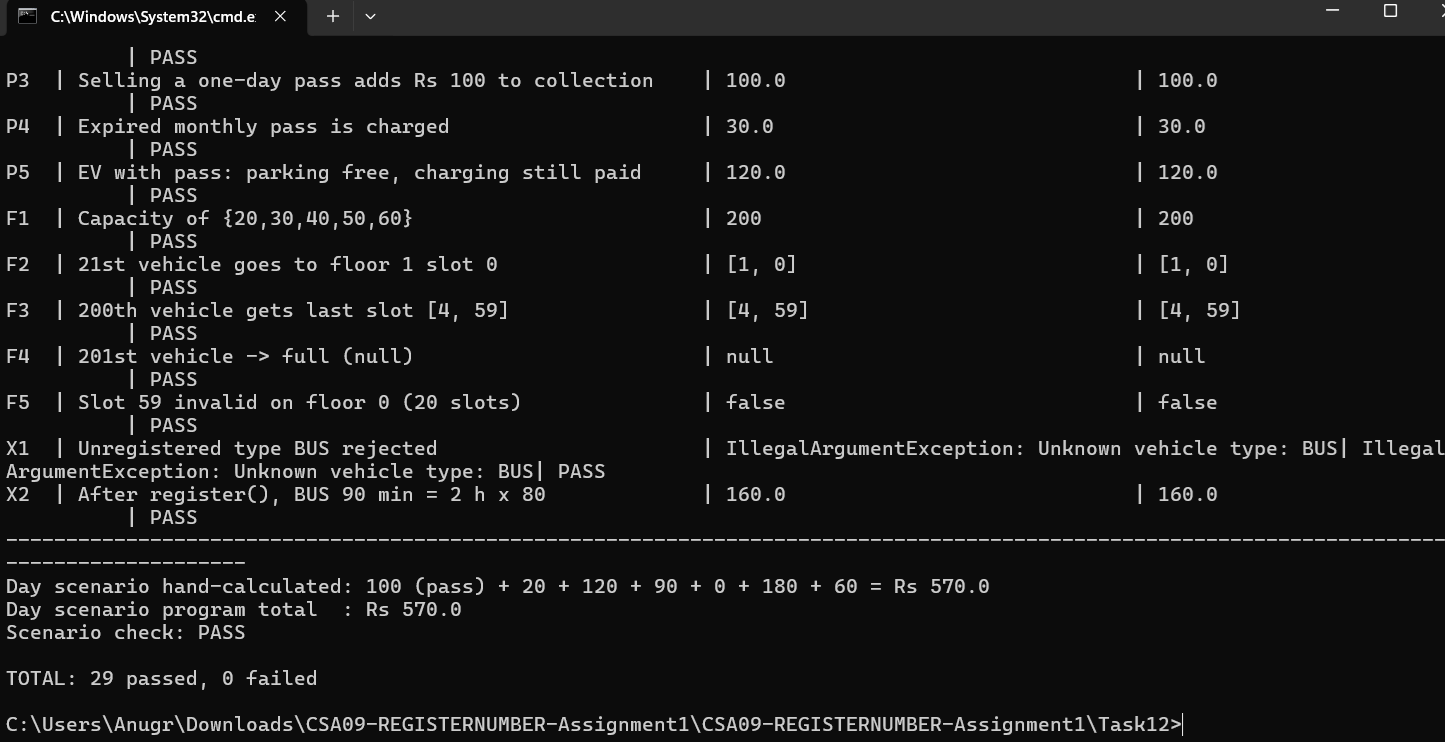 C:\Windows\System32\cmd.e
| PASS
P3 | Selling a one-day pass adds Rs 100 to collection | 100.0 | 100.0
| PASS
P4 | Expired monthly pass is charged | 30.0 | 30.0
| PASS
P5 | EV with pass: parking free, charging still paid | 120.0 | 120.0
| PASS
F1 | Capacity of {20,30,40,50,60} | 200 | 200
| PASS
F2 | 21st vehicle goes to floor 1 slot 0 | [1, 0] | [1, 0]
| PASS
F3 | 200th vehicle gets last slot [4, 59] | [4, 59] | [4, 59]
| PASS
F4 | 201st vehicle -> full (null) | null | null
| PASS
F5 | Slot 59 invalid on floor 0 (20 slots) | false | false
| PASS
X1 | Unregistered type BUS rejected | IllegalArgumentException: Unknown vehicle type: BUS| Illegal
ArgumentException: Unknown vehicle type: BUS| PASS
X2 | After register(), BUS 90 min = 2 h x 80 | 160.0 | 160.0
| PASS
------------------------------------------------------------------------------------------------------------------------
--------------------
Day scenario hand-calculated: 100 (pass) + 20 + 120 + 90 + 0 + 180 + 60 = Rs 570.0
Day scenario program total : Rs 570.0
Scenario check: PASS
TOTAL: 29 passed, 0 failed
C:\Users\Anugr\Downloads\CSA09-REGISTERNUMBER-Assignment1\CSA09-REGISTERNUMBER-Assignment1\Task12>